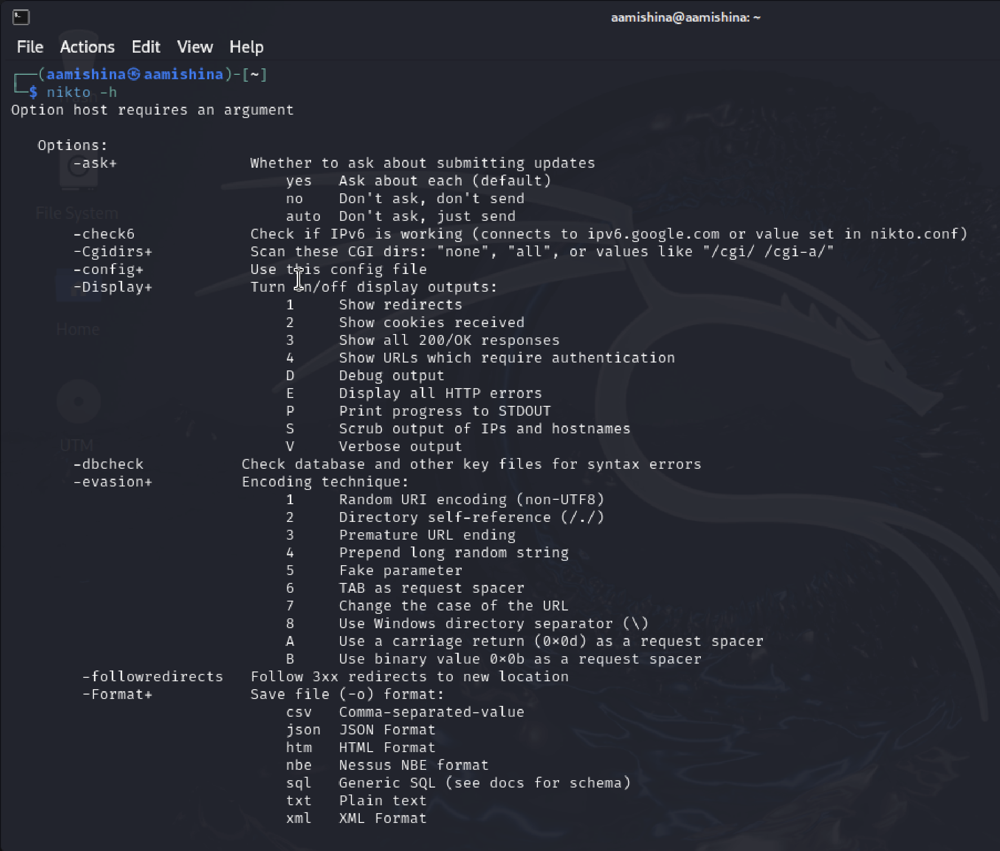 aamishina@aamishina: ~
File Actions Edit View Help
┌──(aamishina㉿aamishina)-[~]
└─$ nikto -h
Option host requires an argument
Options:
-ask+ Whether to ask about submitting updates
yes Ask about each (default)
no Don't ask, don't send
auto Don't ask, just send
-check6 Check if IPv6 is working (connects to ipv6.google.com or value set in nikto.conf)
-Cgidirs+ Scan these CGI dirs: "none", "all", or values like "/cgi/ /cgi-a/"
-config+ Use this config file
-Display+ Turn on/off display outputs:
1 Show redirects
2 Show cookies received
3 Show all 200/OK responses
4 Show URLs which require authentication
D Debug output
E Display all HTTP errors
P Print progress to STDOUT
S Scrub output of IPs and hostnames
V Verbose output
-dbcheck Check database and other key files for syntax errors
-evasion+ Encoding technique:
1 Random URI encoding (non-UTF8)
2 Directory self-reference (/./)
3 Premature URL ending
4 Prepend long random string
5 Fake parameter
6 TAB as request spacer
7 Change the case of the URL
8 Use Windows directory separator (\)
A Use a carriage return (0×0d) as a request spacer
B Use binary value 0×0b as a request spacer
-followredirects Follow 3xx redirects to new location
-Format+ Save file (-o) format:
csv Comma-separated-value
json JSON Format
htm HTML Format
nbe Nessus NBE format
sql Generic SQL (see docs for schema)
txt Plain text
xml XML Format
Trash
File System
Home
UTM